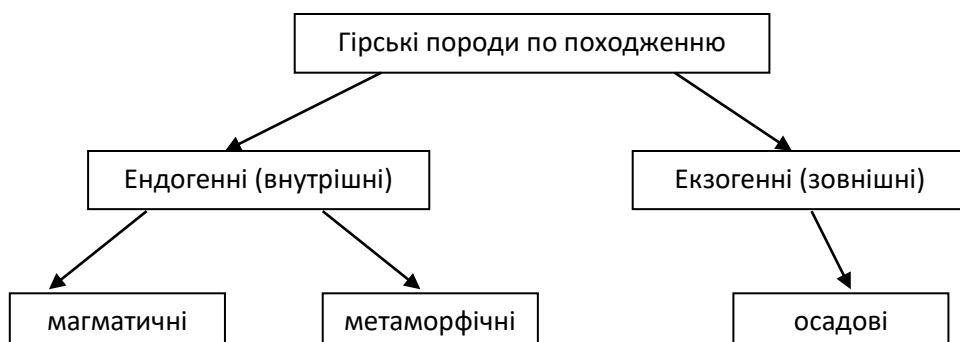 Гірські породи по походженню
Ендогенні (внутрішні)
Екзогенні (зовнішні)
магматичні
метаморфічні
осадові